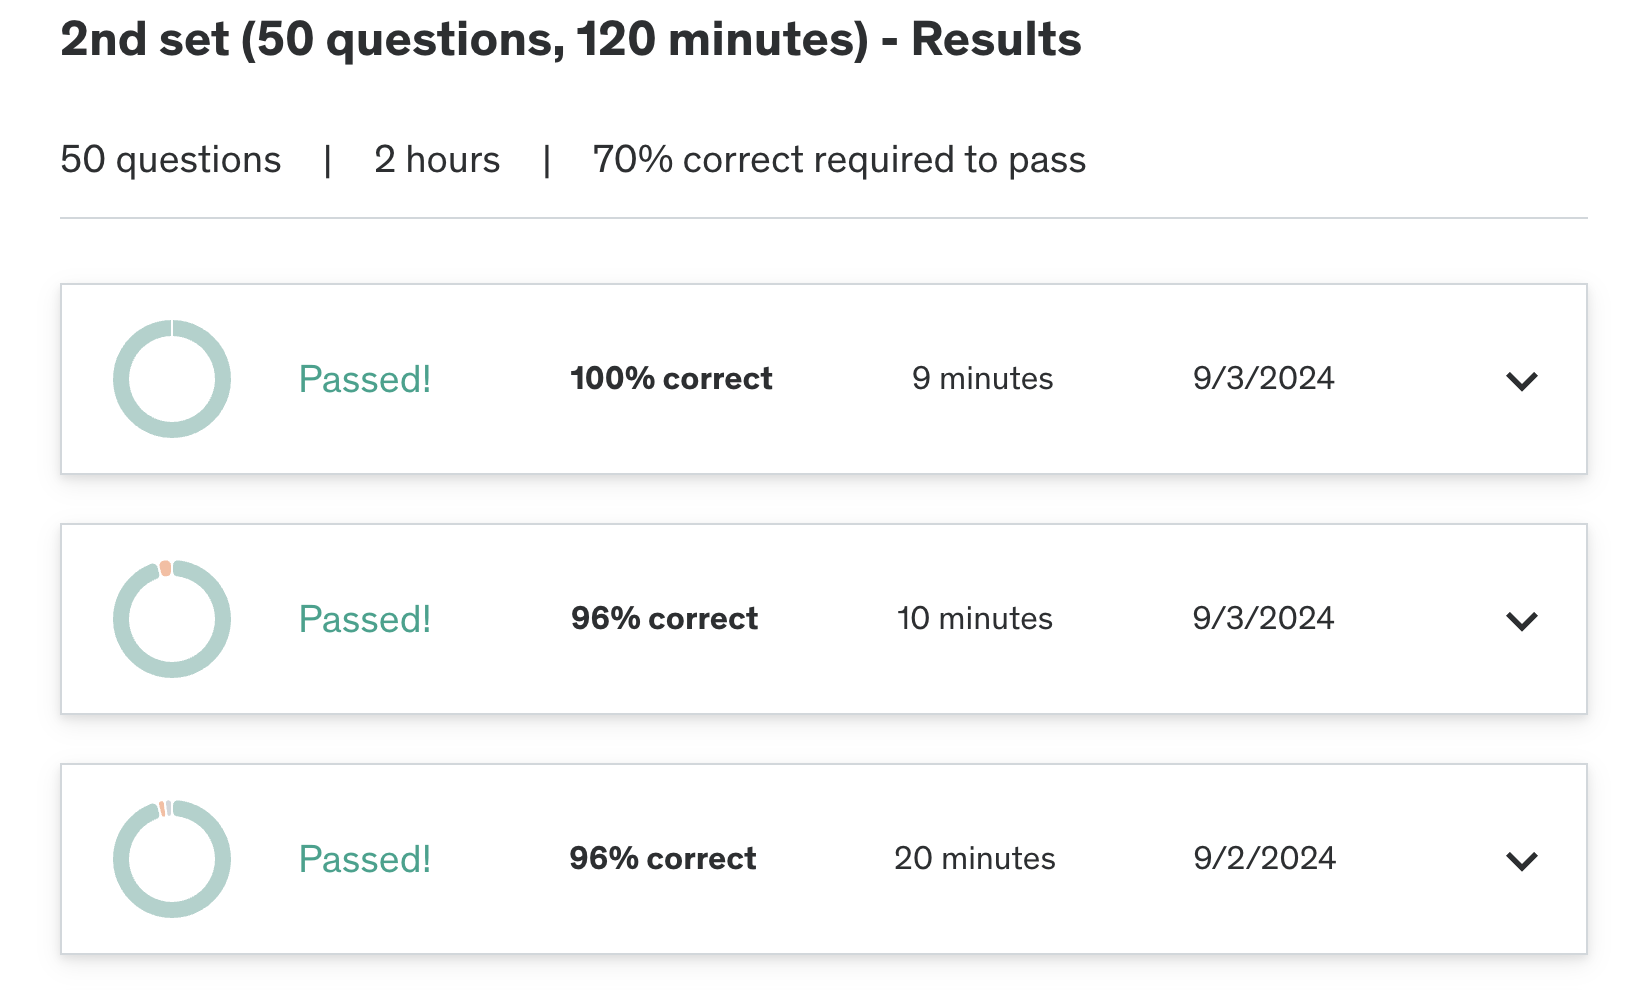 2nd set (50 questions, 120 minutes) - Results
50 questions | 2 hours | 70% correct required to pass
Passed! 100% correct 9 minutes 9/3/2024
Passed! 96% correct 10 minutes 9/3/2024
Passed! 96% correct 20 minutes 9/2/2024